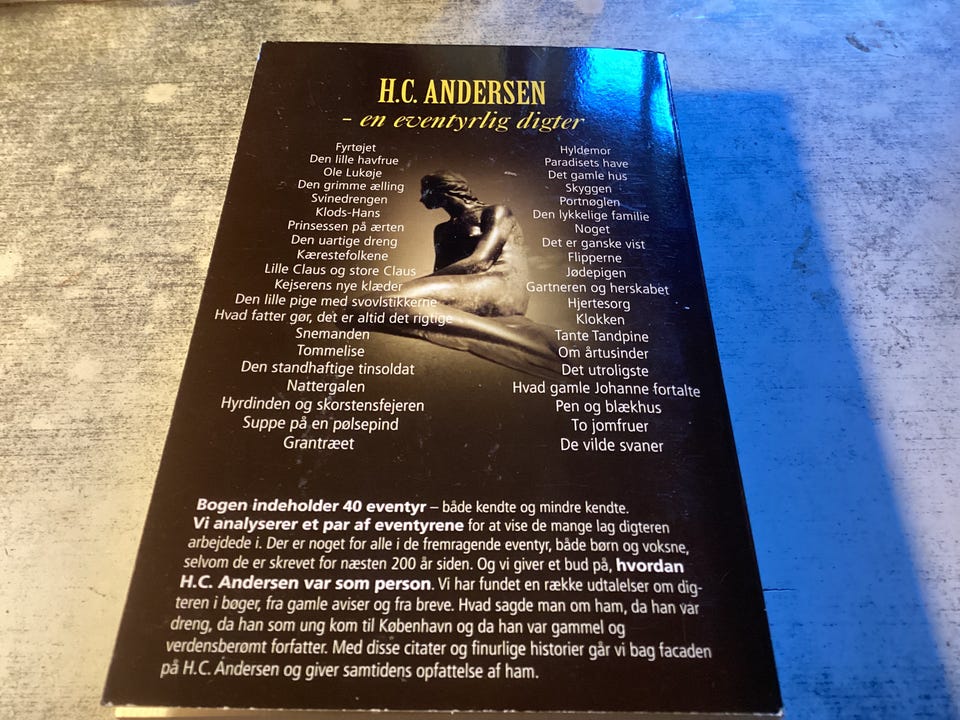 H.C. ANDERSEN
- en eventyrlig digter
Fyrtøjet
Den lille havfrue
Ole Lukøje
Den grimme ælling
Svinedrengen
Klods-Hans
Prinsessen på ærten
Den uartige dreng
Kærestefolkene
Lille Claus og store Claus
Kejserens nye klæder
Den lille pige med svovlstikkerne
Hvad fatter gør, det er altid det rigtige
Snemanden
Tommelise
Den standhaftige tinsoldat
Nattergalen
Hyrdinden og skorstensfejeren
Suppe på en pølsepind
Grantræet
Hyldemor
Paradisets have
Det gamle hus
Skyggen
Portnøglen
Den lykkelige familie
Noget
Det er ganske vist
Flipperne
Jødepigen
Gartneren og herskabet
Hjertesorg
Klokken
Tante Tandpine
Om årtusinder
Det utroligste
Hvad gamle Johanne fortalte
Pen og blækhus
To jomfruer
De vilde svaner
Bogen indeholder 40 eventyr – både kendte og mindre kendte.
Vi analyserer et par af eventyrene for at vise de mange lag digteren
arbejdede i. Der er noget for alle i de fremragende eventyr, både børn og voksne,
selvom de er skrevet for næsten 200 år siden. Og vi giver et bud på, hvordan
H.C. Andersen var som person. Vi har fundet en række udtalelser om dig-
teren i bøger, fra gamle aviser og fra breve. Hvad sagde man om ham, da han var
dreng, da han som ung kom til København og da han var gammel og
verdensberømt forfatter. Med disse citater og finurlige historier går vi bag facaden
på H.C. Andersen og giver samtidens opfattelse af ham.